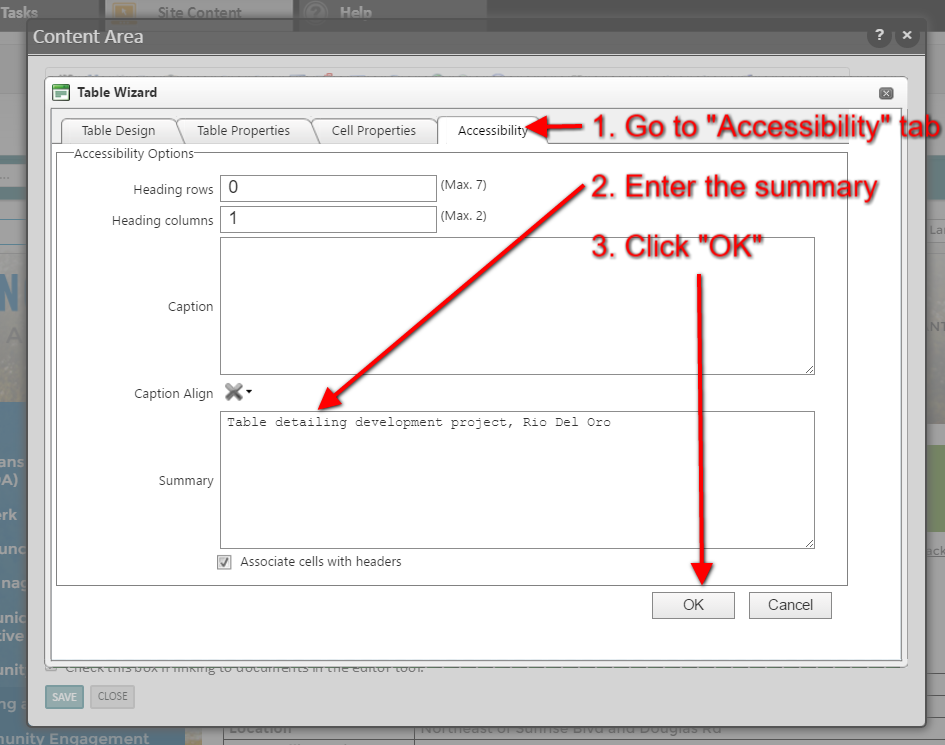 Tasks
Site Content
Help
Content Area
Table Wizard
Table Design
Table Properties
Cell Properties
Accessibility
1. Go to "Accessibility" tab
Accessibility Options
Heading rows
0
(Max. 7)
2. Enter the summary
Heading columns
1
(Max. 2)
3. Click "OK"
Caption
Caption Align
Table detailing development project, Rio Del Oro
Summary
Associate cells with headers
OK
Cancel
Check this box if linking to documents in the editor tool.
SAVE
CLOSE
Location
Northeast of Sunrise Blvd and Douglas Rd
Engagement